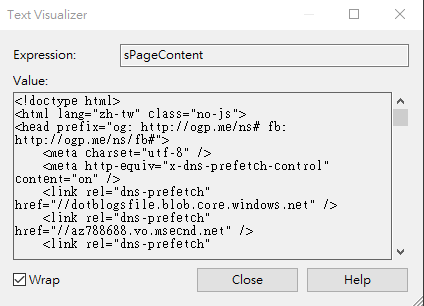 Text Visualizer
Expression:
sPageContent
Value:
<!doctype html>
<html lang="zh-tw" class="no-js">
<head prefix="og: http://ogp.me/ns# fb:
http://ogp.me/ns/fb#">
    <meta charset="utf-8" />
    <meta http-equiv="x-dns-prefetch-control"
content="on" />
    <link rel="dns-prefetch"
href="//dotblogsfile.blob.core.windows.net" />
    <link rel="dns-prefetch"
href="//az788688.vo.msecnd.net" />
    <link rel="dns-prefetch"
Wrap
Close
Help